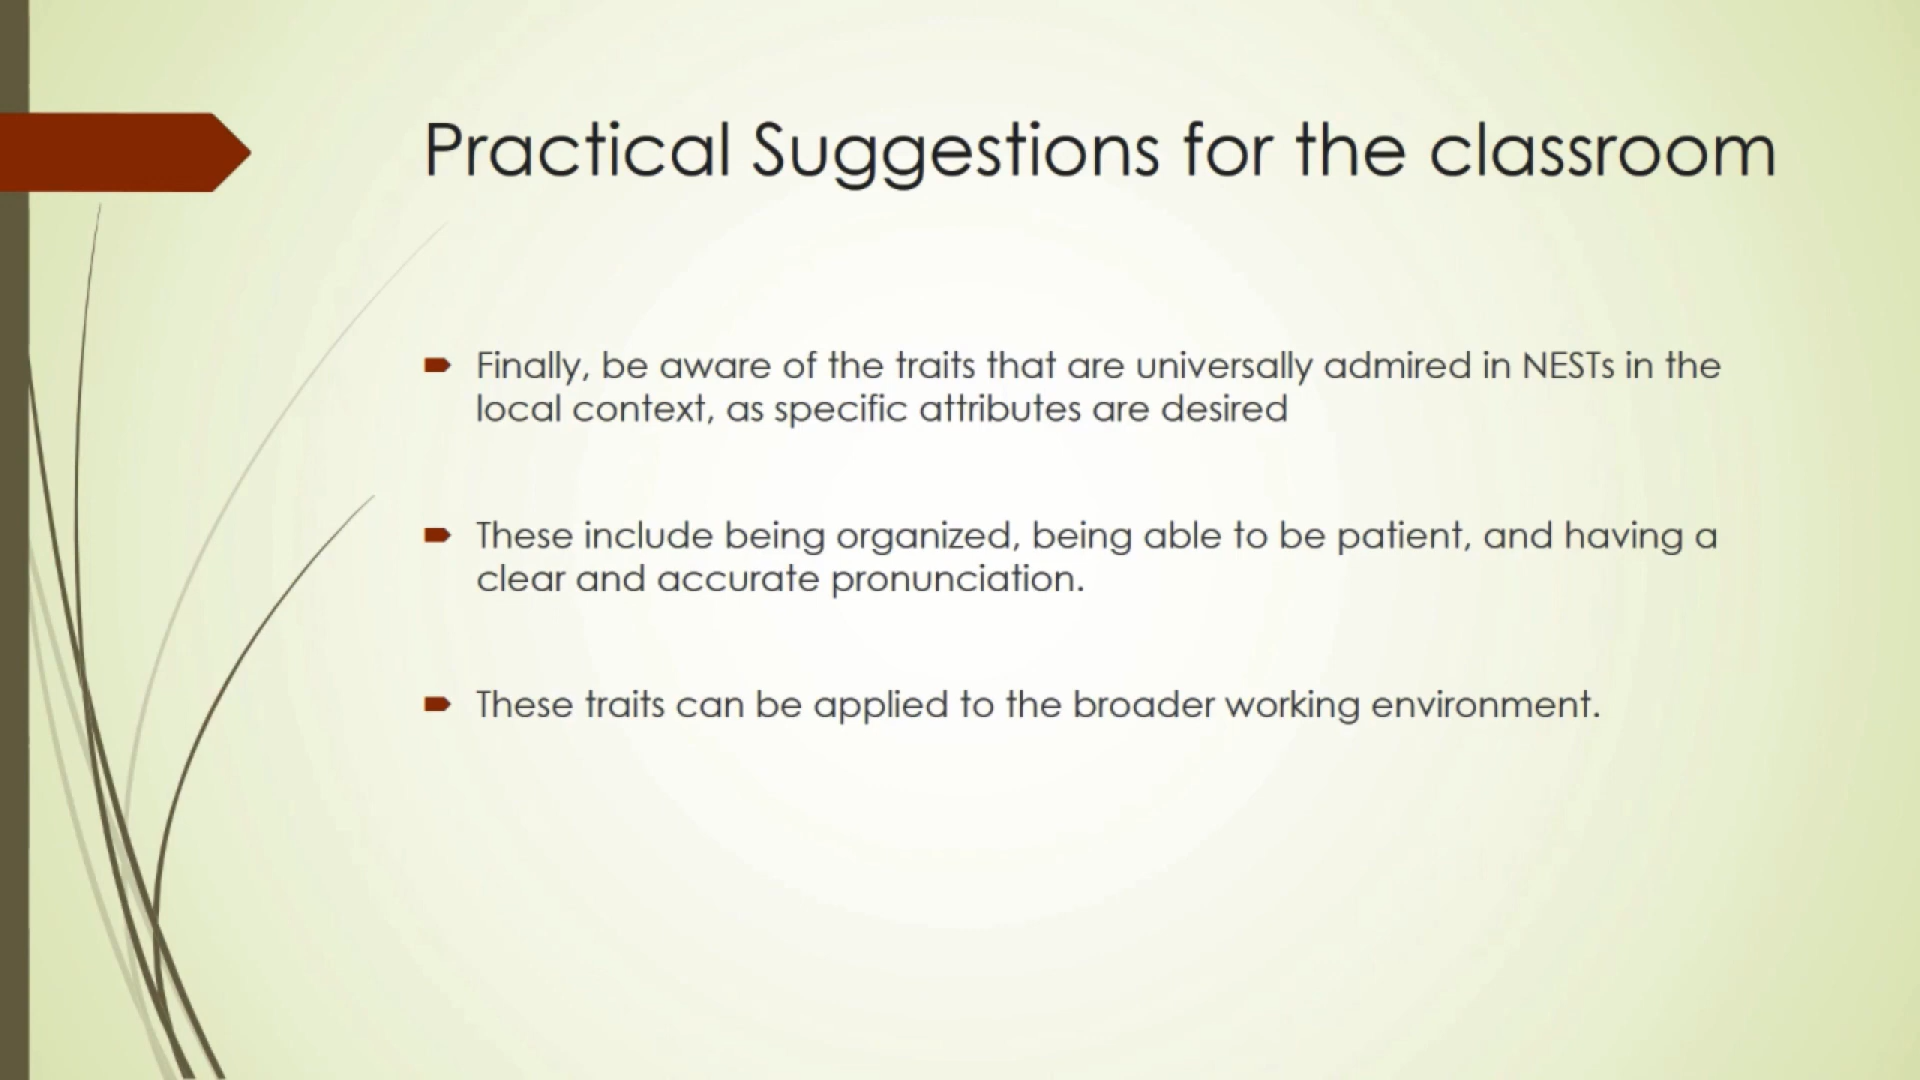 Practical Suggestions for the classroom
Finally, be aware of the traits that are universally admired in NESTs in the
local context, as specific attributes are desired
These include being organized, being able to be patient, and having a
clear and accurate pronunciation.
These traits can be applied to the broader working environment.